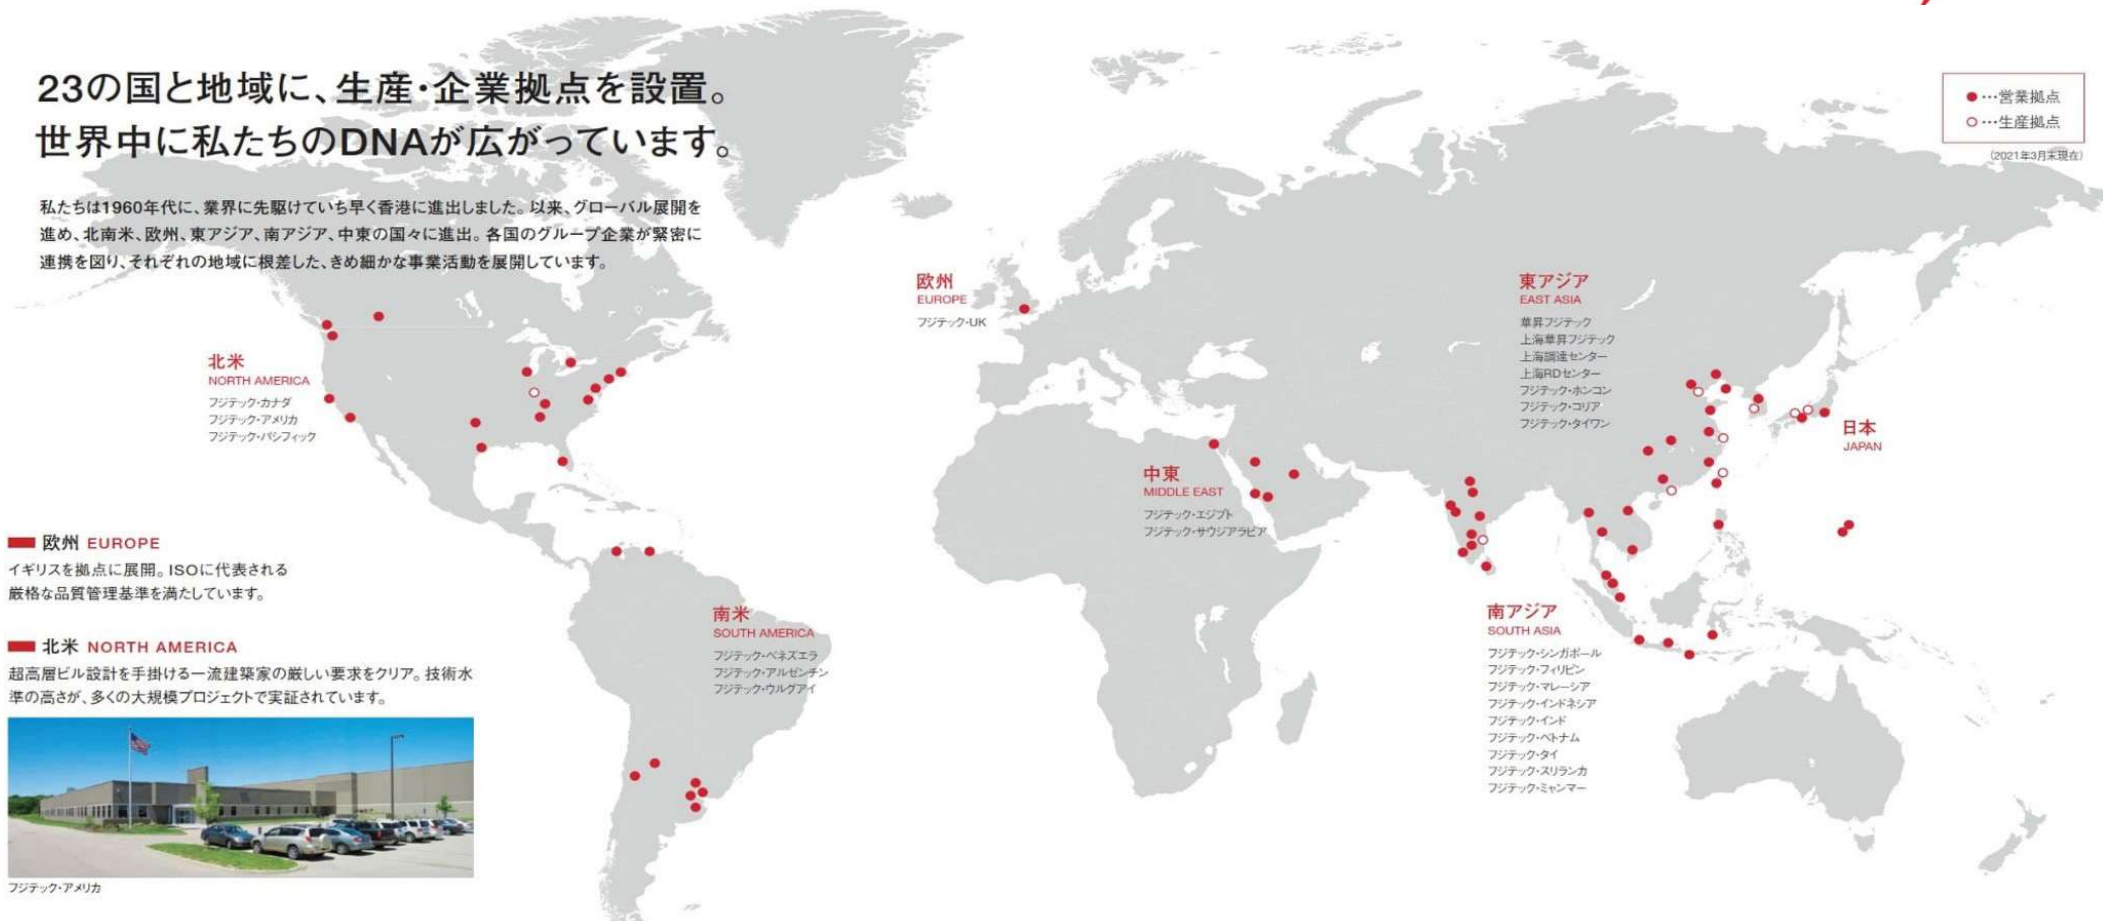 23の国と地域に、生産・企業拠点を設置。
世界中に私たちのDNAが広がっています。
私たちは1960年代に、業界に先駆けていち早く香港に進出しました。以来、グローバル展開を
進め、北南米、欧州、東アジア、南アジア、中東の国々に進出。各国のグループ企業が緊密に
連携を図り、それぞれの地域に根差した、きめ細かな事業活動を展開しています。
●…営業拠点
○…生産拠点
(2021年3月末現在)
北米
NORTH AMERICA
フジテック・カナダ
フジテック・アメリカ
フジテック・パシフィック
欧州
EUROPE
フジテック・UK
東アジア
EAST ASIA
華昇フジテック
上海華昇フジテック
上海調達センター
上海RDセンター
フジテック・ホンコン
フジテック・コリア
フジテック・タイワン
日本
JAPAN
中東
MIDDLE EAST
フジテック・エジプト
フジテック・サウジアラビア
南米
SOUTH AMERICA
フジテック・ベネズエラ
フジテック・アルゼンチン
フジテック・ウルグアイ
南アジア
SOUTH ASIA
フジテック・シンガポール
フジテック・フィリピン
フジテック・マレーシア
フジテック・インドネシア
フジテック・インド
フジテック・ベトナム
フジテック・タイ
フジテック・スリランカ
フジテック・ミャンマー
欧州 EUROPE
イギリスを拠点に展開。ISOに代表される
厳格な品質管理基準を満たしています。
北米 NORTH AMERICA
超高層ビル設計を手掛ける一流建築家の厳しい要求をクリア。技術水
準の高さが、多くの大規模プロジェクトで実証されています。
フジテック・アメリカ